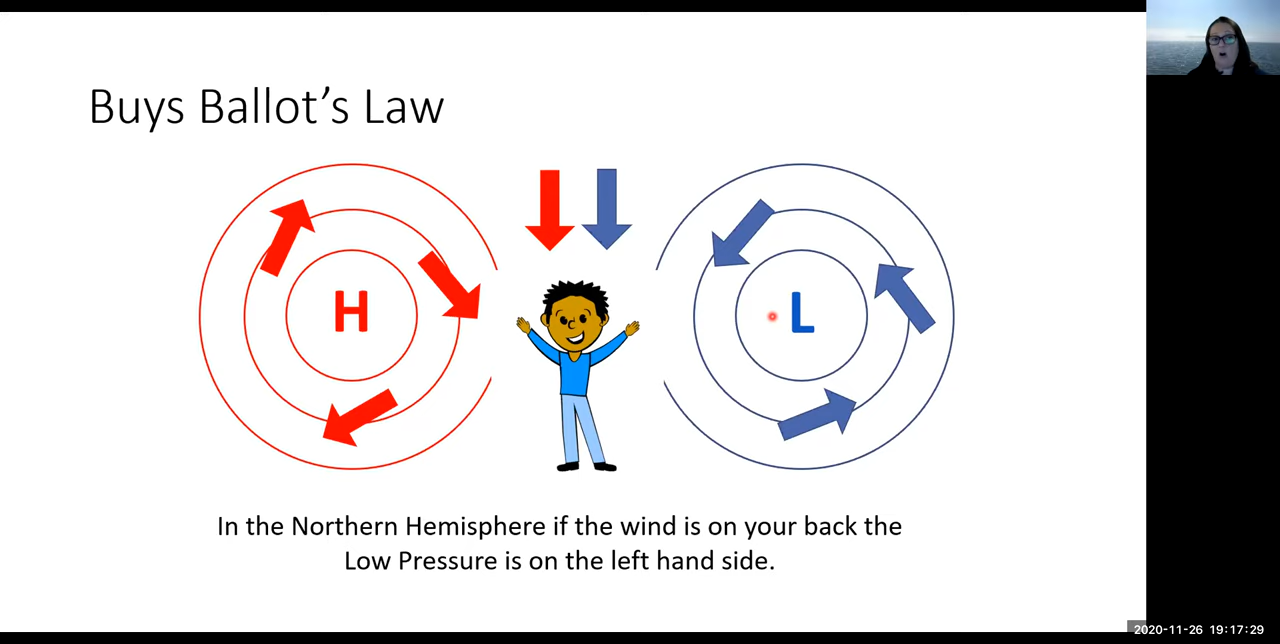 Buys Ballot’s Law
H
L
In the Northern Hemisphere if the wind is on your back the
Low Pressure is on the left hand side.
2020-11-26 19:17:29